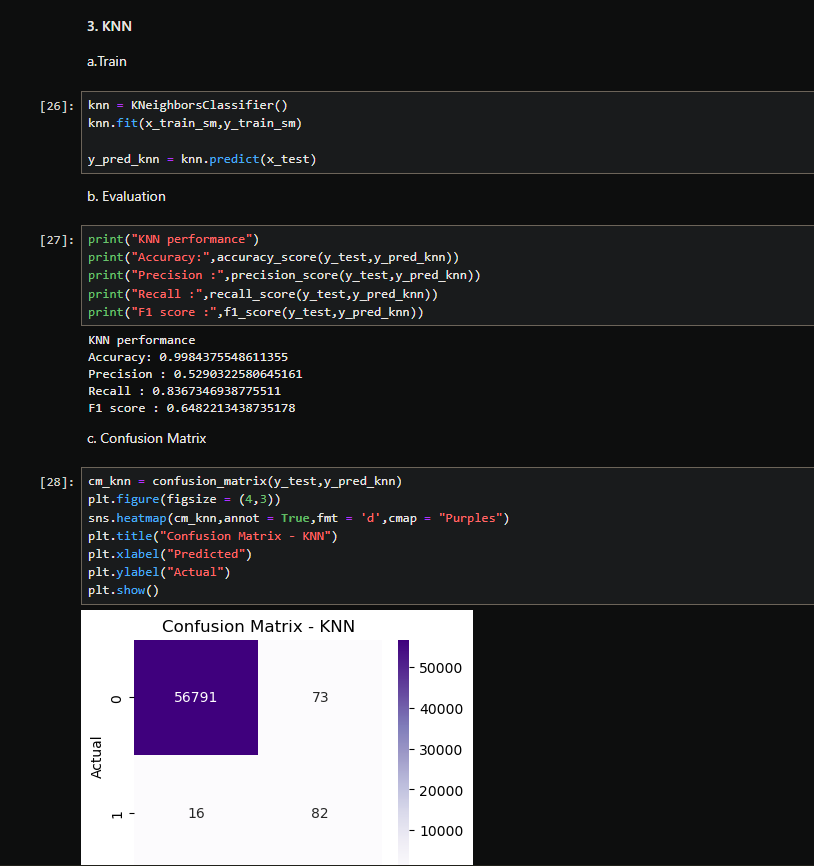 3. KNN
a.Train
[26]:
knn = KNeighborsClassifier()
knn.fit(x_train_sm,y_train_sm)
y_pred_knn = knn.predict(x_test)
b. Evaluation
[27]:
print("KNN performance")
print("Accuracy:",accuracy_score(y_test,y_pred_knn))
print("Precision :",precision_score(y_test,y_pred_knn))
print("Recall :",recall_score(y_test,y_pred_knn))
print("F1 score :",f1_score(y_test,y_pred_knn))
KNN performance
Accuracy: 0.9984375548611355
Precision : 0.5290322580645161
Recall : 0.8367346938775511
F1 score : 0.6482213438735178
c. Confusion Matrix
[28]:
cm_knn = confusion_matrix(y_test,y_pred_knn)
plt.figure(figsize = (4,3))
sns.heatmap(cm_knn,annot = True,fmt = 'd',cmap = "Purples")
plt.title("Confusion Matrix - KNN")
plt.xlabel("Predicted")
plt.ylabel("Actual")
plt.show()
Confusion Matrix - KNN
Actual
0
56791
73
1
16
82
50000
40000
30000
20000
10000